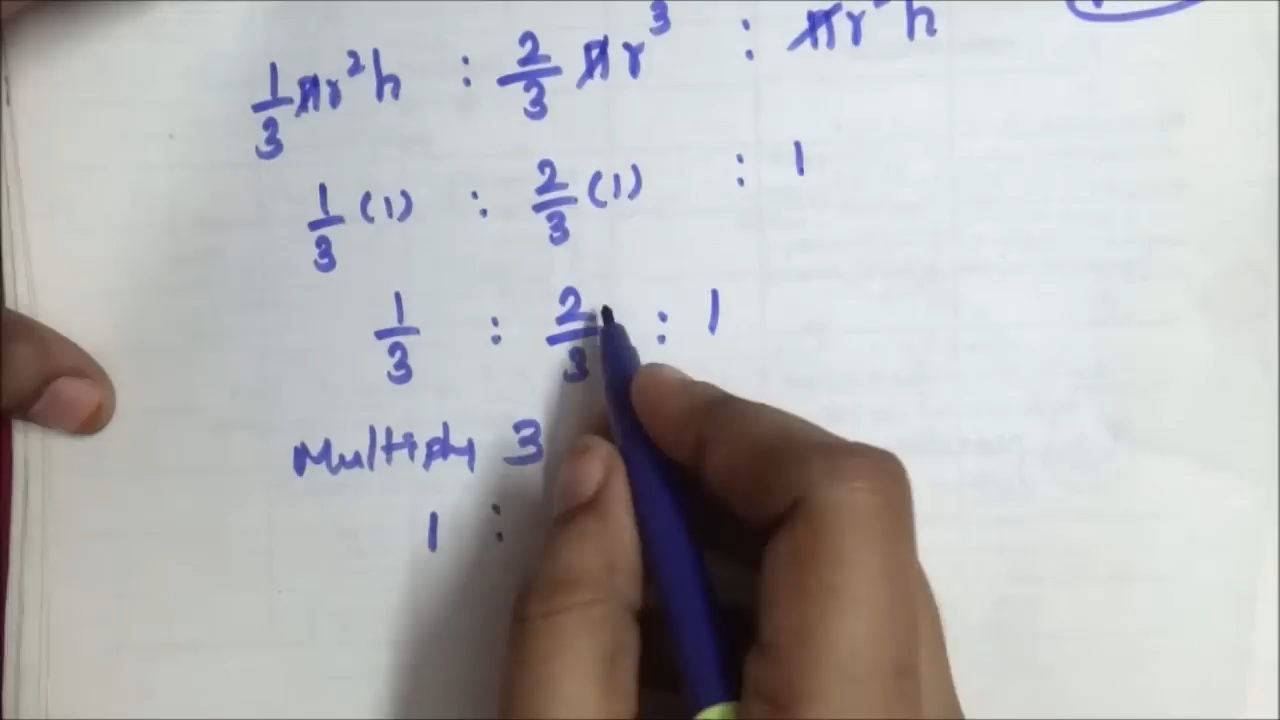 1/3 πr²h : 2/3 πr³ : πr²h
1/3 (1) : 2/3 (1) : 1
1/3 : 2/3 : 1
Multiply 3
1 :